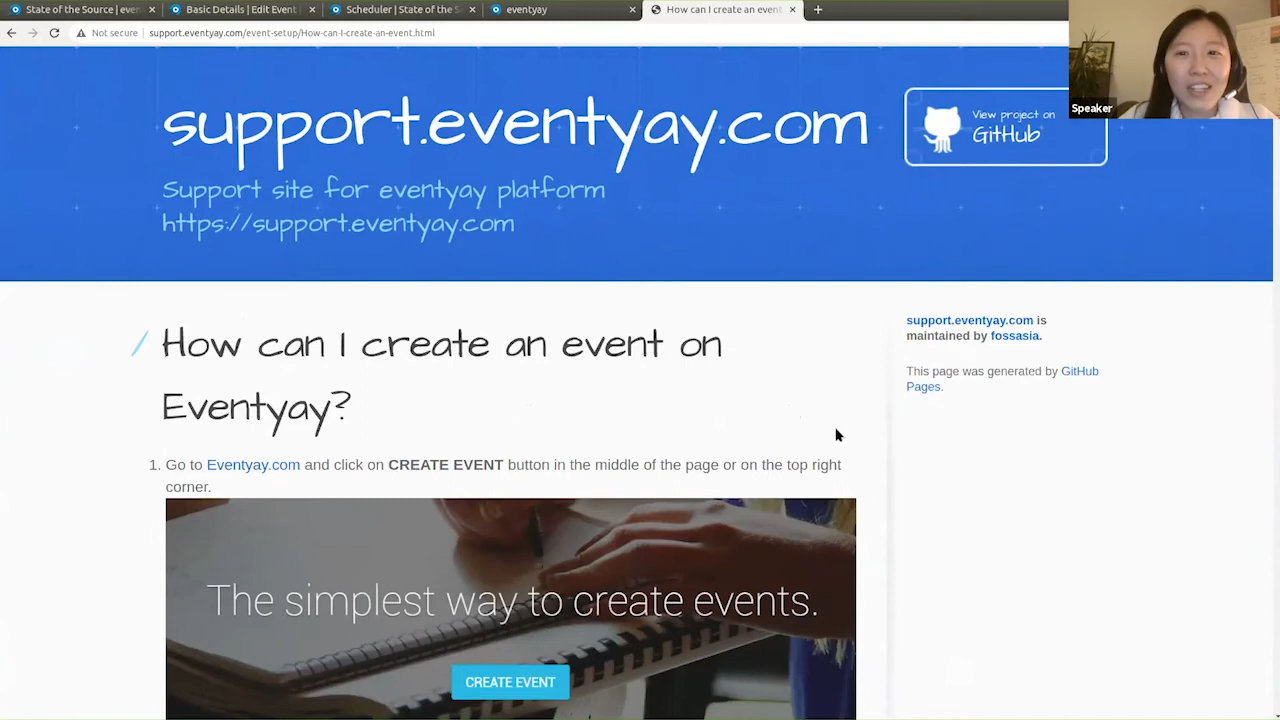 State of the Source | even
Basic Details | Edit Event |
Scheduler | State of the S
eventyay
How can I create an event
Not secure | support.eventyay.com/event-setup/How-can-I-create-an-event.html
Speaker
support.eventyay.com
View project on
GitHub
Support site for eventyay platform
https://support.eventyay.com
How can I create an event on
Eventyay?
support.eventyay.com is
maintained by fossasia.
This page was generated by GitHub
Pages.
1. Go to Eventyay.com and click on CREATE EVENT button in the middle of the page or on the top right
corner.
The simplest way to create events.
CREATE EVENT